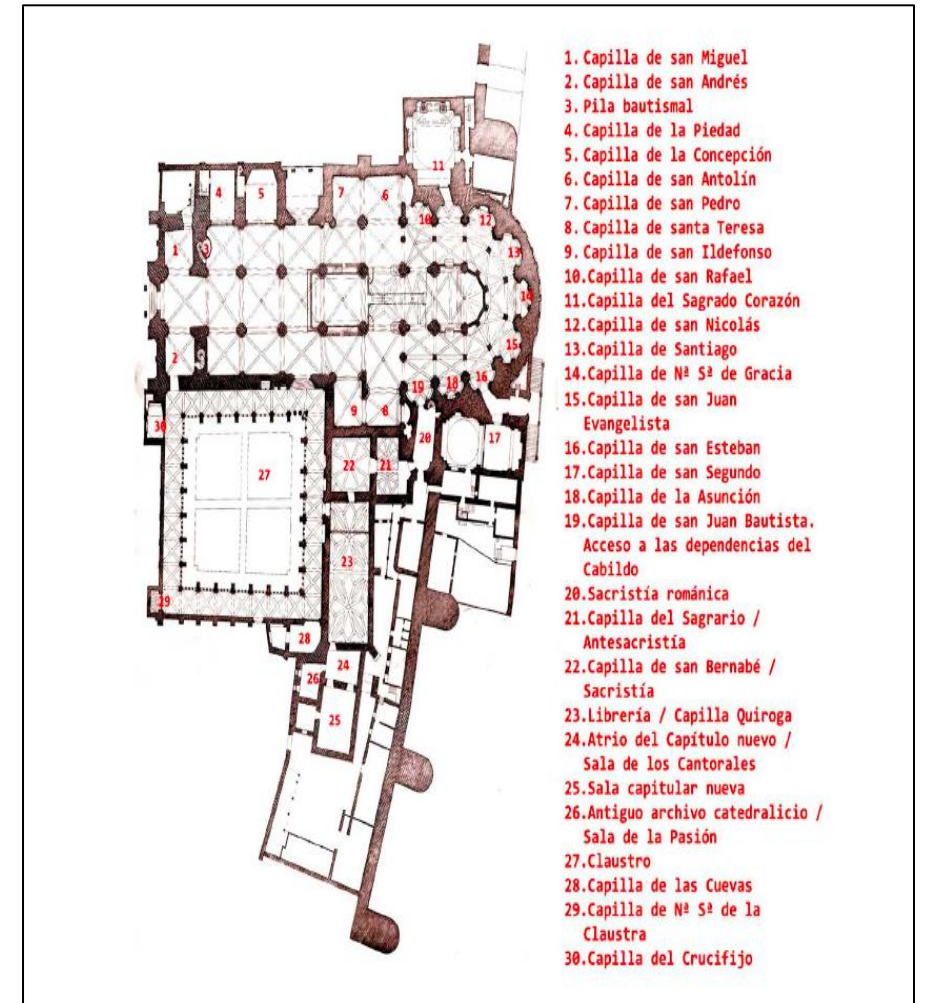 1. Capilla de san Miguel
2. Capilla de san Andrés
3. Pila bautismal
4. Capilla de la Piedad
5. Capilla de la Concepción
6. Capilla de san Antolín
7. Capilla de san Pedro
8. Capilla de santa Teresa
9. Capilla de san Ildefonso
10.Capilla de san Rafael
11.Capilla del Sagrado Corazón
12.Capilla de san Nicolás
13.Capilla de Santiago
14.Capilla de Nª Sª de Gracia
15.Capilla de san Juan
Evangelista
16.Capilla de san Esteban
17.Capilla de san Segundo
18.Capilla de la Asunción
19.Capilla de san Juan Bautista.
Acceso a las dependencias del
Cabildo
20.Sacristía románica
21.Capilla del Sagrario /
Antesacristía
22.Capilla de san Bernabé /
Sacristía
23.Librería / Capilla Quiroga
24.Atrio del Capítulo nuevo /
Sala de los Cantorales
25.Sala capitular nueva
26.Antiguo archivo catedralicio /
Sala de la Pasión
27.Claustro
28.Capilla de las Cuevas
29.Capilla de Nª Sª de la
Claustra
30.Capilla del Crucifijo
11
4 5 7 6
10 12
1 3 13
14
2 3 15
19 18 16
30 9 8 20 17
27 22 21
23
29
28 24
26
25